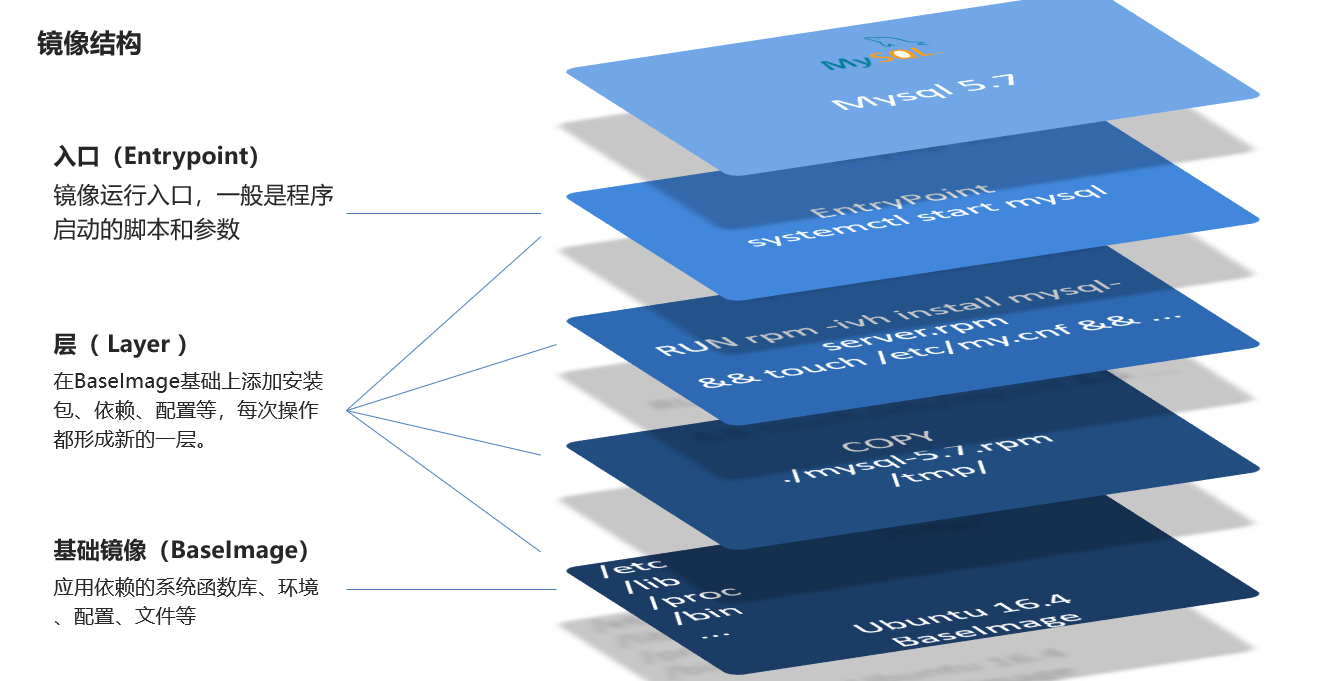 镜像结构
入口（Entrypoint）
镜像运行入口，一般是程序
启动的脚本和参数
层（ Layer ）
在BaseImage基础上添加安装
包、依赖、配置等，每次操作
都形成新的一层。
基础镜像（BaseImage）
应用依赖的系统函数库、环境
、配置、文件等
MySQL
Mysql 5.7
EntryPoint
systemctl start mysql
RUN rpm -ivh install mysql-
server.rpm
&& touch /etc/my.cnf && ...
COPY
./mysql-5.7 .rpm
/tmp/
/etc
/lib
/proc
/bin
...
Ubuntu 16.4
BaseImage